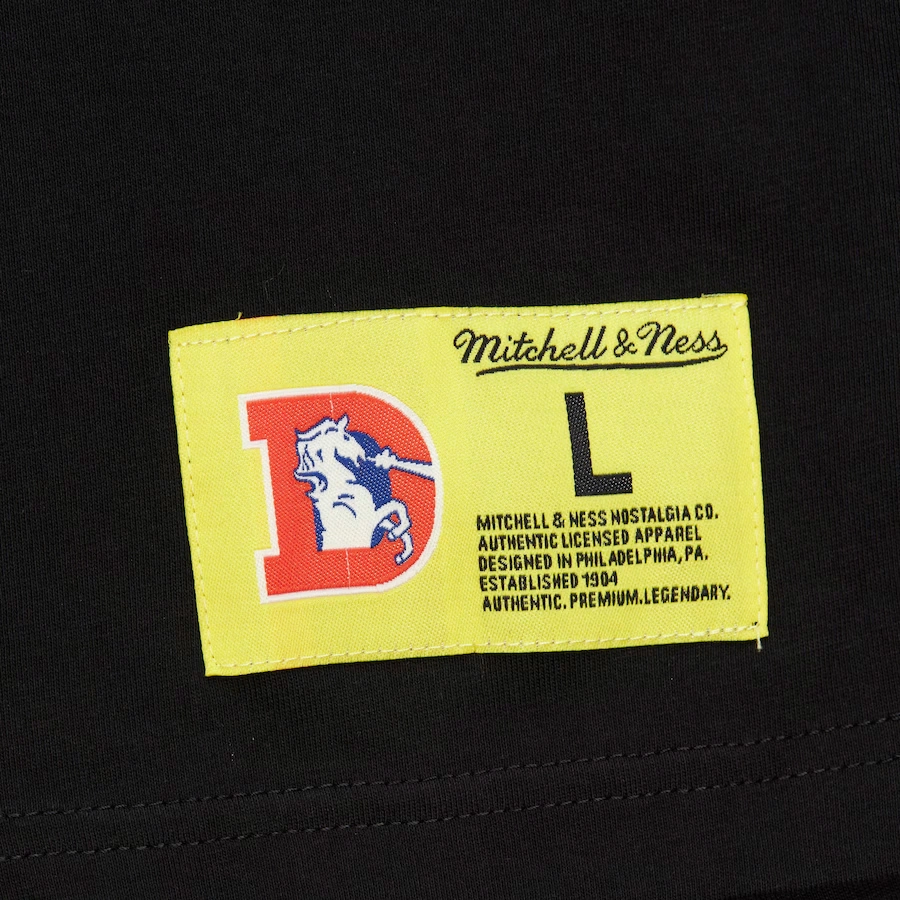 Mitchell & Ness
D
L
MITCHELL & NESS NOSTALGIA CO.
AUTHENTIC LICENSED APPAREL
DESIGNED IN PHILADELPHIA, PA.
ESTABLISHED 1904
AUTHENTIC. PREMIUM. LEGENDARY.